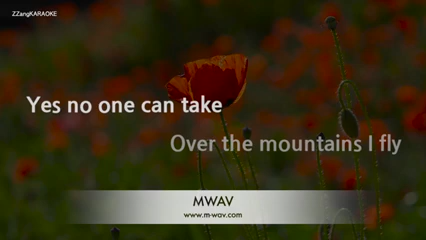 ZZangKARAOKE
Yes no one can take
Over the mountains I fly
MWAV
www.m-wav.com